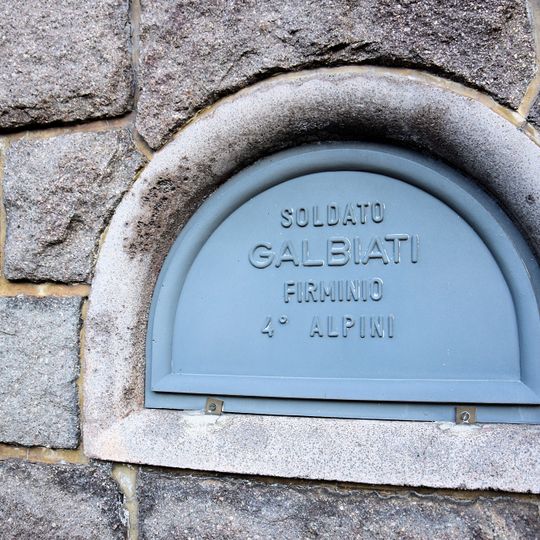 SOLDATO
GALBIATI
FIRMINIO
4° ALPINI